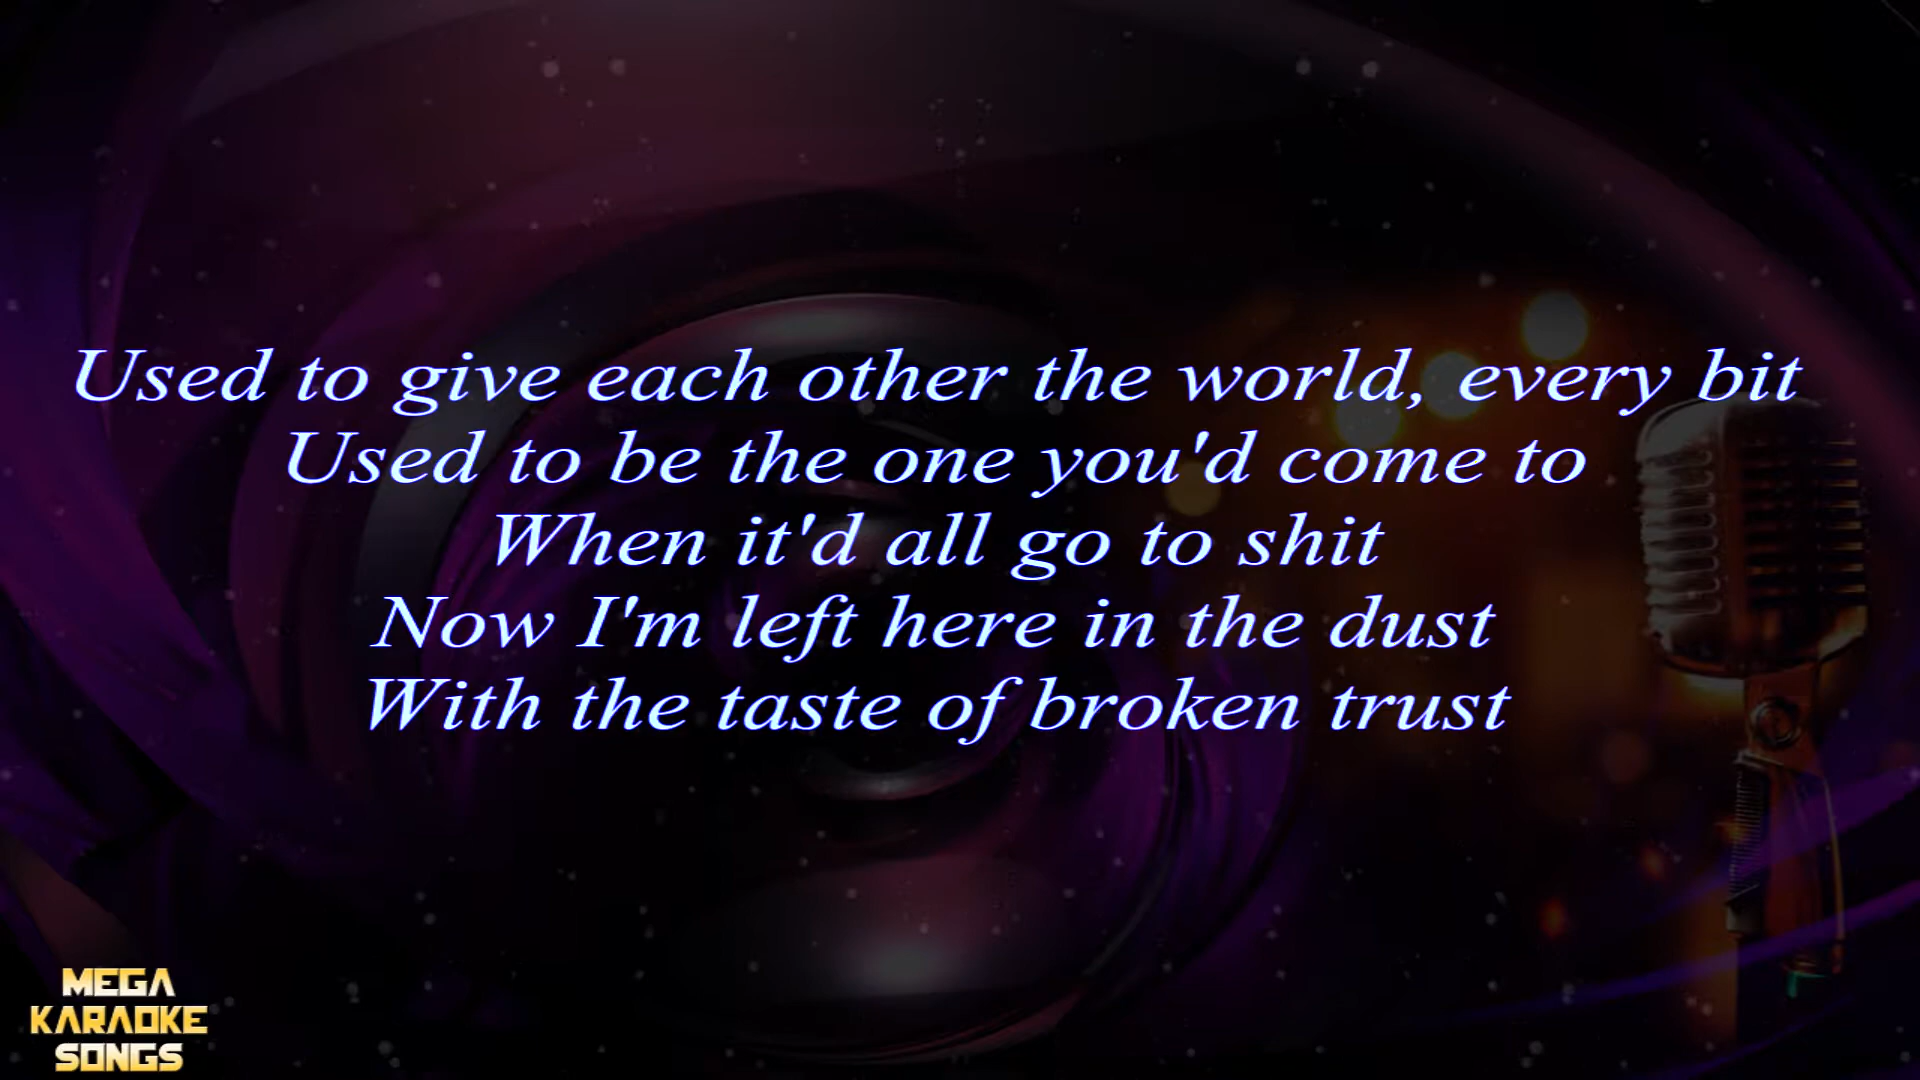 Used to give each other the world, every bit
Used to be the one you'd come to
When it'd all go to shit
Now I'm left here in the dust
With the taste of broken trust
MEGA
KARAOKE
SONGS